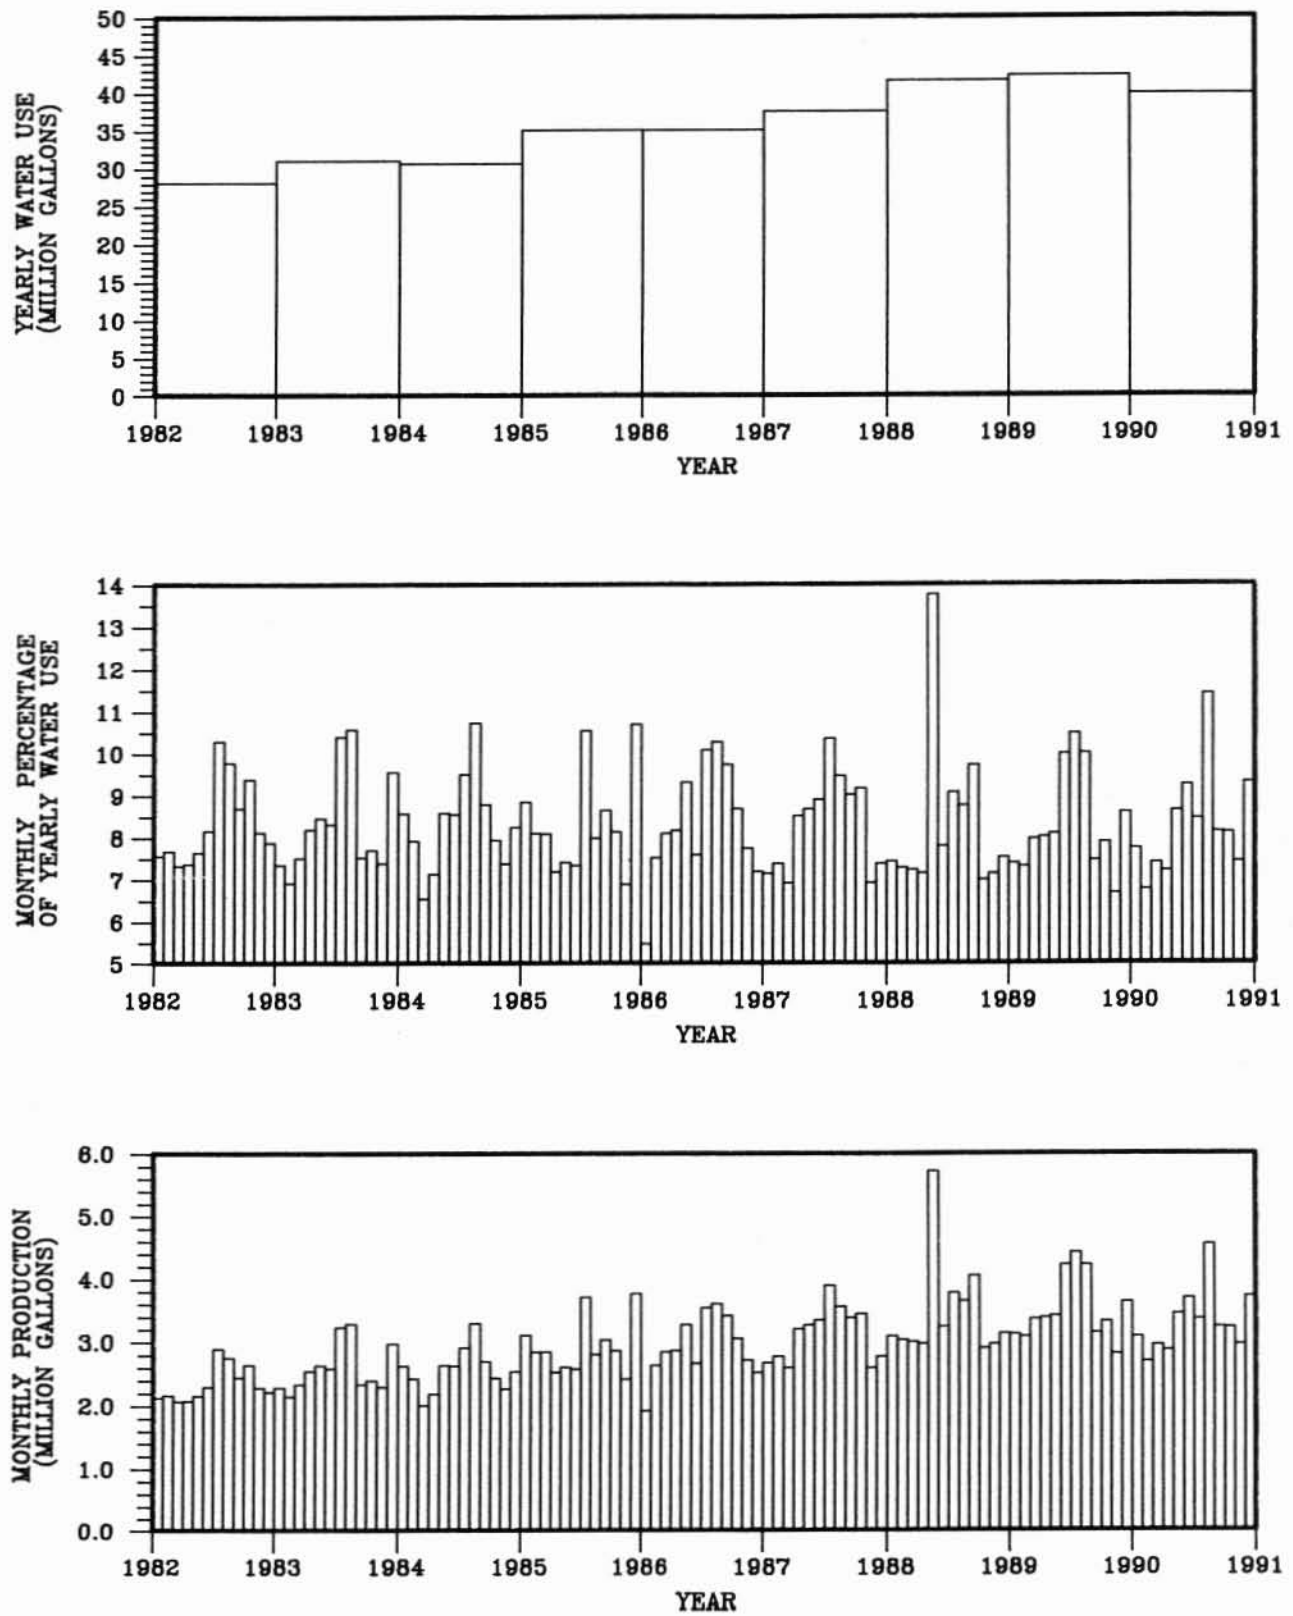 YEARLY WATER USE
(MILLION GALLONS)
50
45
40
35
30
25
20
15
10
5
0
1982 1983 1984 1985 1986 1987 1988 1989 1990 1991
YEAR
MONTHLY PERCENTAGE
OF YEARLY WATER USE
14
13
12
11
10
9
8
7
6
5
1982 1983 1984 1985 1986 1987 1988 1989 1990 1991
YEAR
MONTHLY PRODUCTION
(MILLION GALLONS)
6.0
5.0
4.0
3.0
2.0
1.0
0.0
1982 1983 1984 1985 1986 1987 1988 1989 1990 1991
YEAR